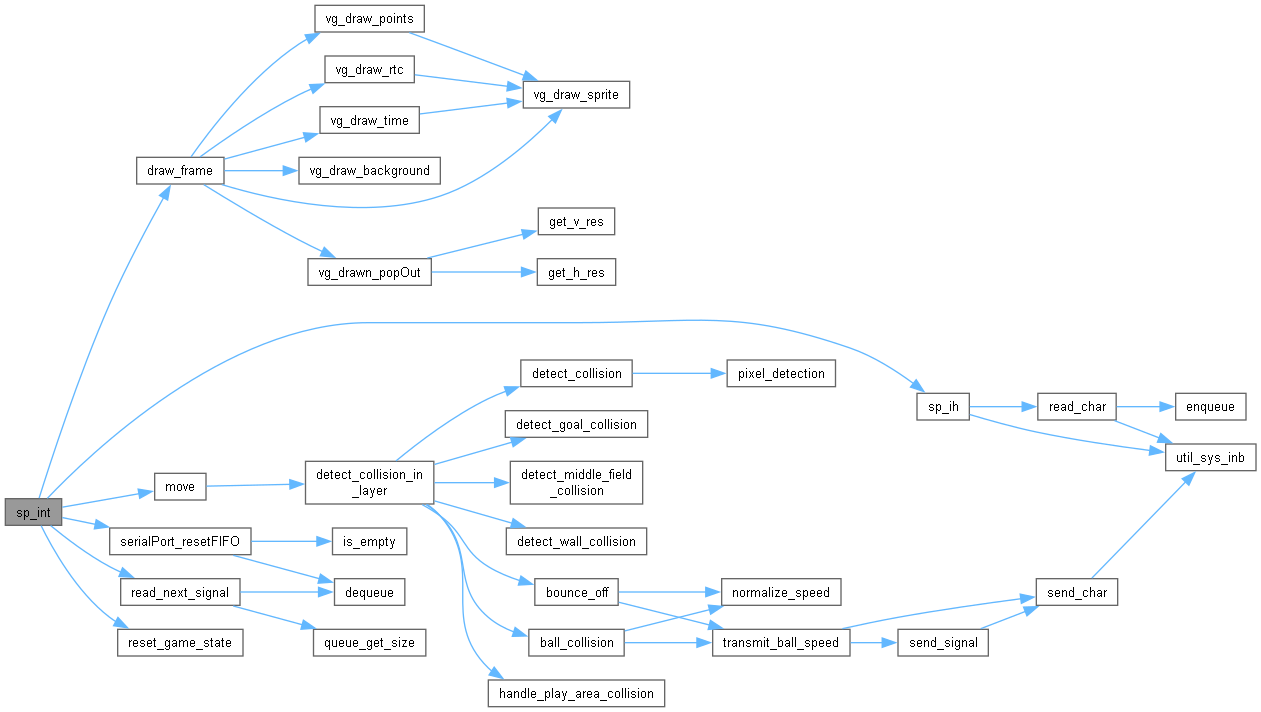 vg_draw_points
vg_draw_rtc
vg_draw_sprite
vg_draw_time
draw_frame
vg_draw_background
get_v_res
vg_drawn_popOut
get_h_res
detect_collision
pixel_detection
sp_ih
read_char
enqueue
detect_goal_collision
util_sys_inb
move
detect_collision_in
_layer
detect_middle_field
_collision
sp_int
serialPort_resetFIFO
is_empty
detect_wall_collision
read_next_signal
dequeue
bounce_off
normalize_speed
send_char
reset_game_state
queue_get_size
ball_collision
transmit_ball_speed
send_signal
handle_play_area_collision